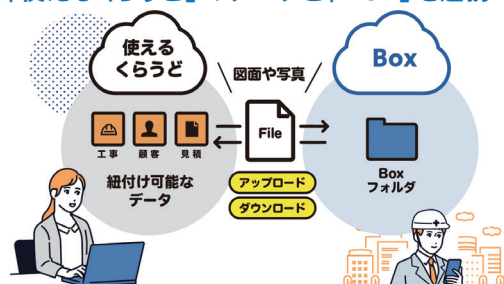 使える
くらうど
図面や写真
Box
File
工事
顧客
見積
紐付け可能な
データ
アップロード
ダウンロード
Box
フォルダ